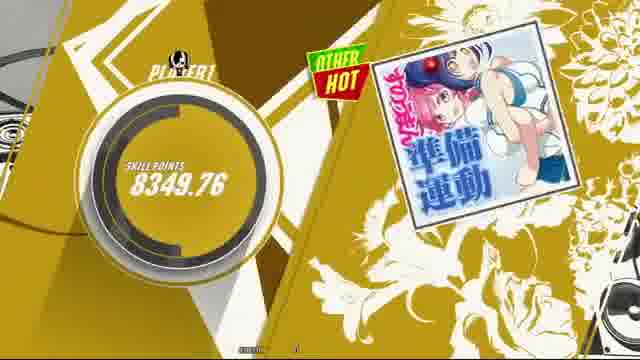 PLAYER1
SKILL POINTS
8349.76
OTHER
HOT
準備
運動